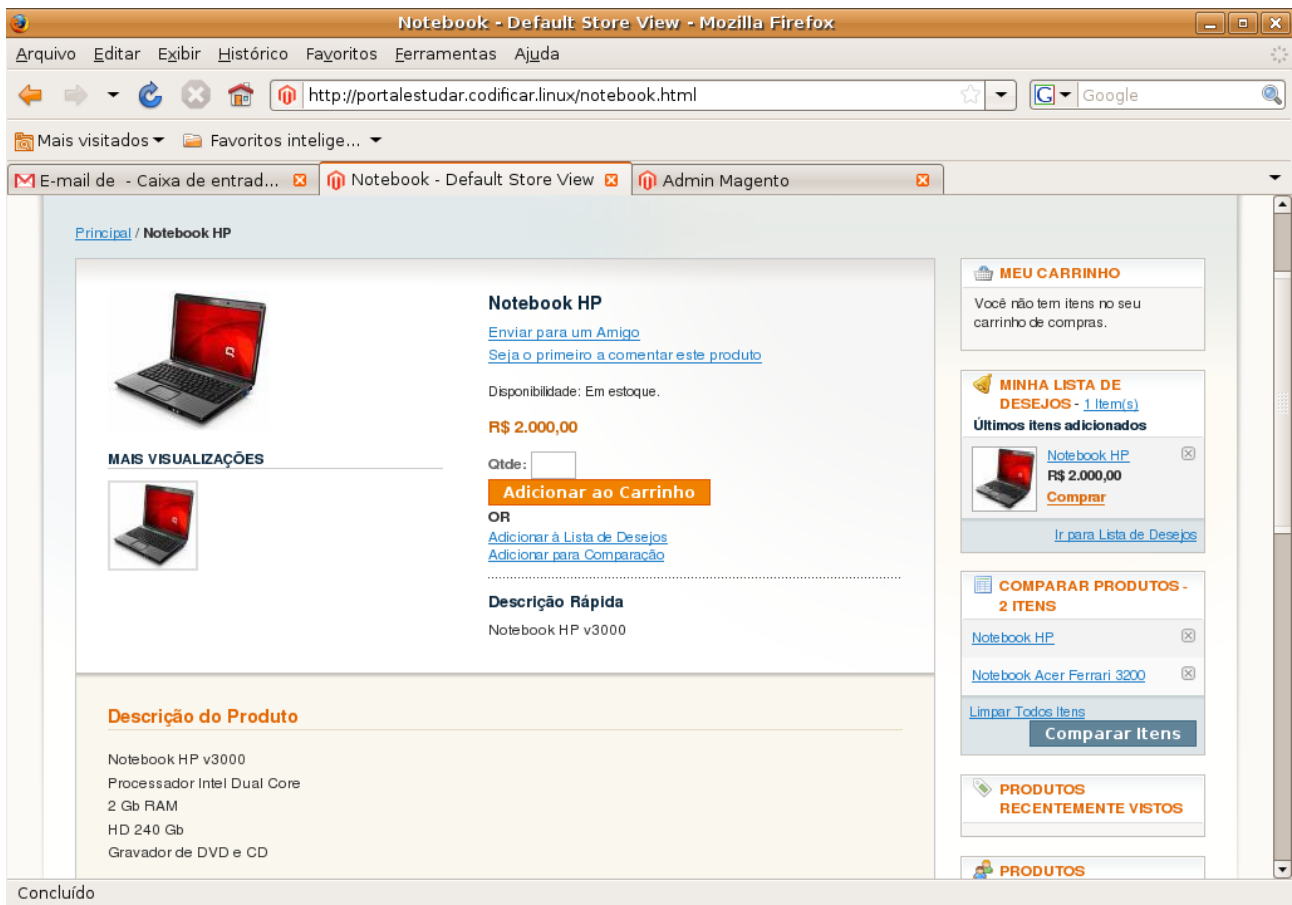 Notebook - Default Store View - Mozilla Firefox
Arquivo Editar Exibir Histórico Favoritos Ferramentas Ajuda
http://portalestudar.codificar.linux/notebook.html
G Google
Mais visitados Favoritos intelige...
E-mail de - Caixa de entrad... Notebook - Default Store View Admin Magento
Principal / Notebook HP
Notebook HP
Enviar para um Amigo
Seja o primeiro a comentar este produto
Disponibilidade: Em estoque.
R$ 2.000,00
MAIS VISUALIZAÇÕES
Qtde:
Adicionar ao Carrinho
OR
Adicionar à Lista de Desejos
Adicionar para Comparação
Descrição Rápida
Notebook HP v3000
Descrição do Produto
Notebook HP v3000
Processador Intel Dual Core
2 Gb RAM
HD 240 Gb
Gravador de DVD e CD
MEU CARRINHO
Você não tem itens no seu
carrinho de compras.
MINHA LISTA DE
DESEJOS - 1 Item(s)
Últimos itens adicionados
Notebook HP
R$ 2.000,00
Comprar
Ir para Lista de Desejos
COMPARAR PRODUTOS -
2 ITENS
Notebook HP
Notebook Acer Ferrari 3200
Limpar Todos Itens
Comparar Itens
PRODUTOS
RECENTEMENTE VISTOS
PRODUTOS
Concluído